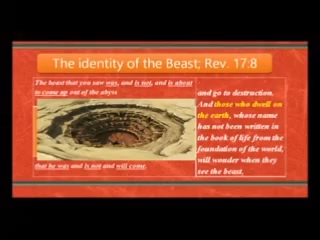 The identity of the Beast; Rev. 17:8
The beast that you saw was, and is not, and is about
to come up out of the abyss
that he was and is not and will come.
and go to destruction.
And those who dwell on
the earth, whose name
has not been written in
the book of life from the
foundation of the world,
will wonder when they
see the beast,